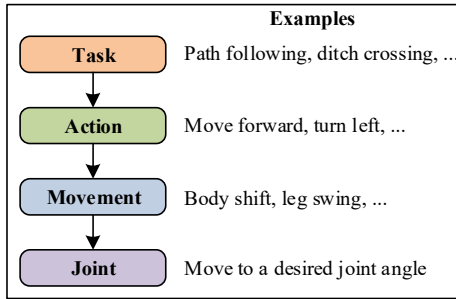 Examples
Task Path following, ditch crossing, ...
Action Move forward, turn left, ...
Movement Body shift, leg swing, ...
Joint Move to a desired joint angle